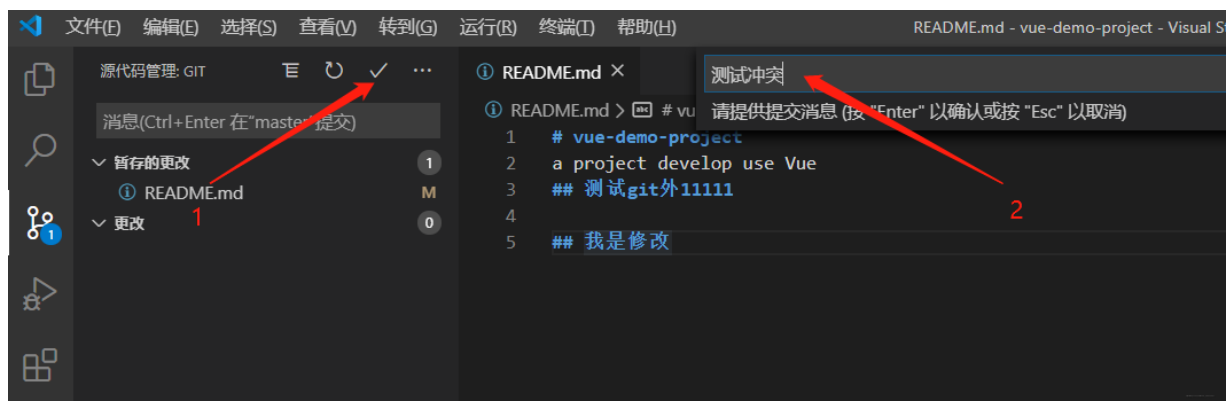 文件(F) 编辑(E) 选择(S) 查看(V) 转到(G) 运行(R) 终端(T) 帮助(H) README.md - vue-demo-project - Visual St
源代码管理: GIT
README.md
测试冲突
消息(Ctrl+Enter 在"master"提交)
README.md > # vu
请提供提交消息 (按 "Enter" 以确认或按 "Esc" 以取消)
1 # vue-demo-project
暂存的更改 1
2 a project develop use Vue
README.md M
3 ## 测试git外11111
1
2
更改 0
4
1
5 ## 我是修改